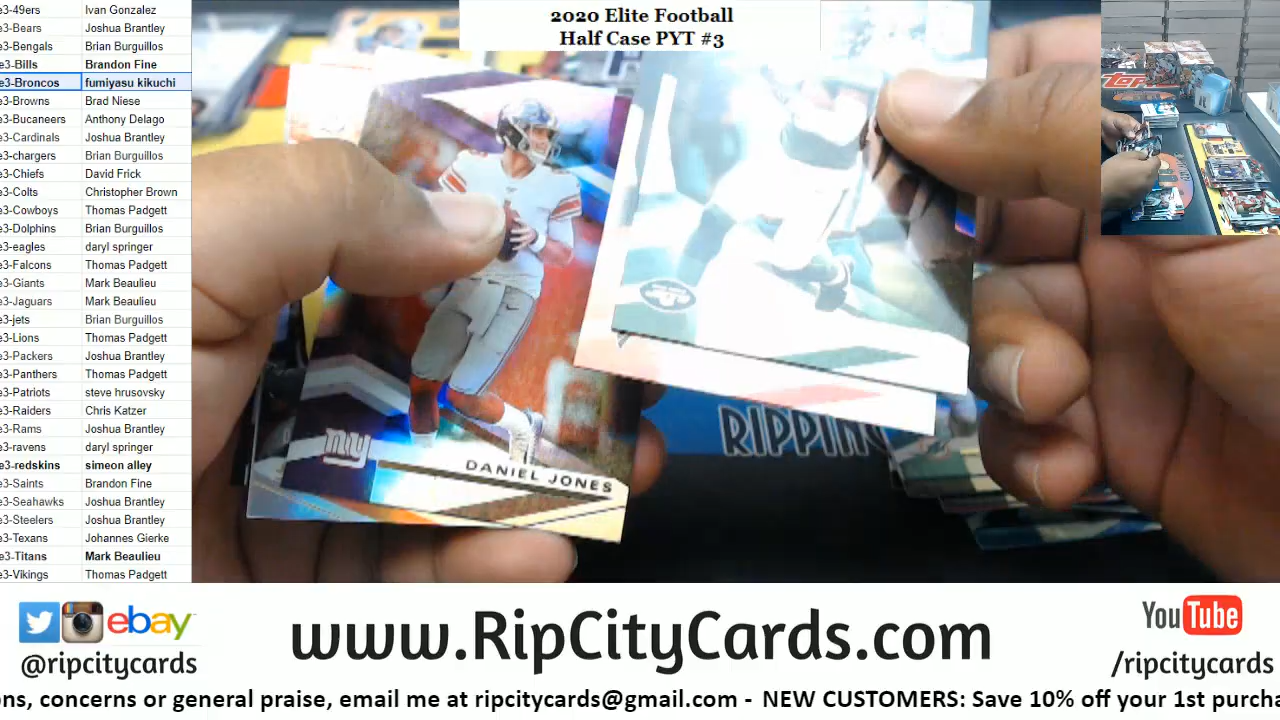 e3-49ers Ivan Gonzalez
e3-Bears Joshua Brantley
e3-Bengals Brian Burguillos
e3-Bills Brandon Fine
e3-Broncos fumiyasu kikuchi
e3-Browns Brad Niese
e3-Bucaneers Anthony Delago
e3-Cardinals Joshua Brantley
e3-chargers Brian Burguillos
e3-Chiefs David Frick
e3-Colts Christopher Brown
e3-Cowboys Thomas Padgett
e3-Dolphins Brian Burguillos
e3-eagles daryl springer
e3-Falcons Thomas Padgett
e3-Giants Mark Beaulieu
e3-Jaguars Mark Beaulieu
e3-jets Brian Burguillos
e3-Lions Thomas Padgett
e3-Packers Joshua Brantley
e3-Panthers Thomas Padgett
e3-Patriots steve hrusovsky
e3-Raiders Chris Katzer
e3-Rams Joshua Brantley
e3-ravens daryl springer
e3-redskins simeon alley
e3-Saints Brandon Fine
e3-Seahawks Joshua Brantley
e3-Steelers Joshua Brantley
e3-Texans Johannes Gierke
e3-Titans Mark Beaulieu
e3-Vikings Thomas Padgett
2020 Elite Football
Half Case PYT #3
NY
DANIEL JONES
RIPPIN
TOPPS
ebay
@ripcitycards
www.RipCityCards.com
YouTube
/ripcitycards
ons, concerns or general praise, email me at ripcitycards@gmail.com - NEW CUSTOMERS: Save 10% off your 1st purcha